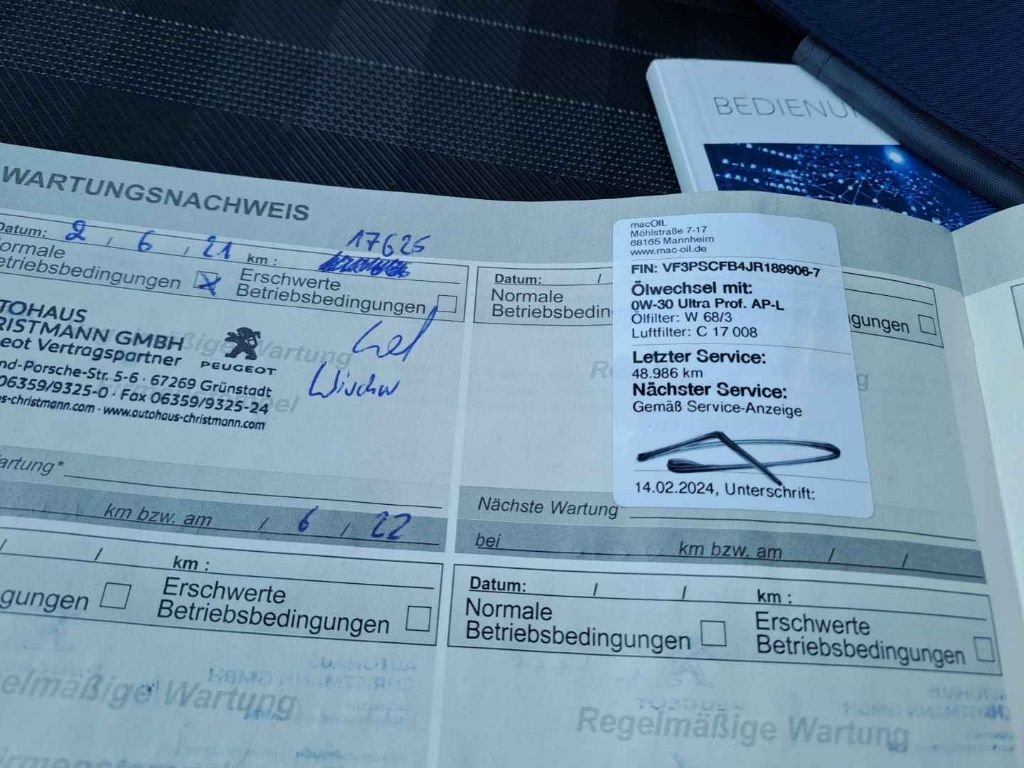 BEDIENU
WARTUNGSNACHWEIS
Datum: 2 / 6 / 21 km: 17625
ormale
etriebsbedingungen
Erschwerte
Betriebsbedingungen
TOHAUS
RISTMANN GMBH
eot Vertragspartner
PEUGEOT
nd-Porsche-Str. 5-6 · 67269 Grünstadt
06359/9325-0 · Fax 06359/9325-24
s-christmann.com · www.autohaus-christmann.com
artung*
km bzw. am / 6 / 22
Datum: /
Normale
Betriebsbedin
gungen
macOIL
Möhlstraße 7-17
68165 Mannheim
www.mac-oil.de
FIN: VF3PSCFB4JR189906-7
Ölwechsel mit:
0W-30 Ultra Prof. AP-L
Ölfilter: W 68/3
Luftfilter: C 17 008
Letzter Service:
48.986 km
Nächster Service:
Gemäß Service-Anzeige
14.02.2024, Unterschrift:
Nächste Wartung
bei km bzw. am / /
/ / km :
gungen
Erschwerte
Betriebsbedingungen
elmäßige Wartung
Datum: / / km :
Normale
Betriebsbedingungen
Erschwerte
Betriebsbedingungen
Regelmäßige Wartung